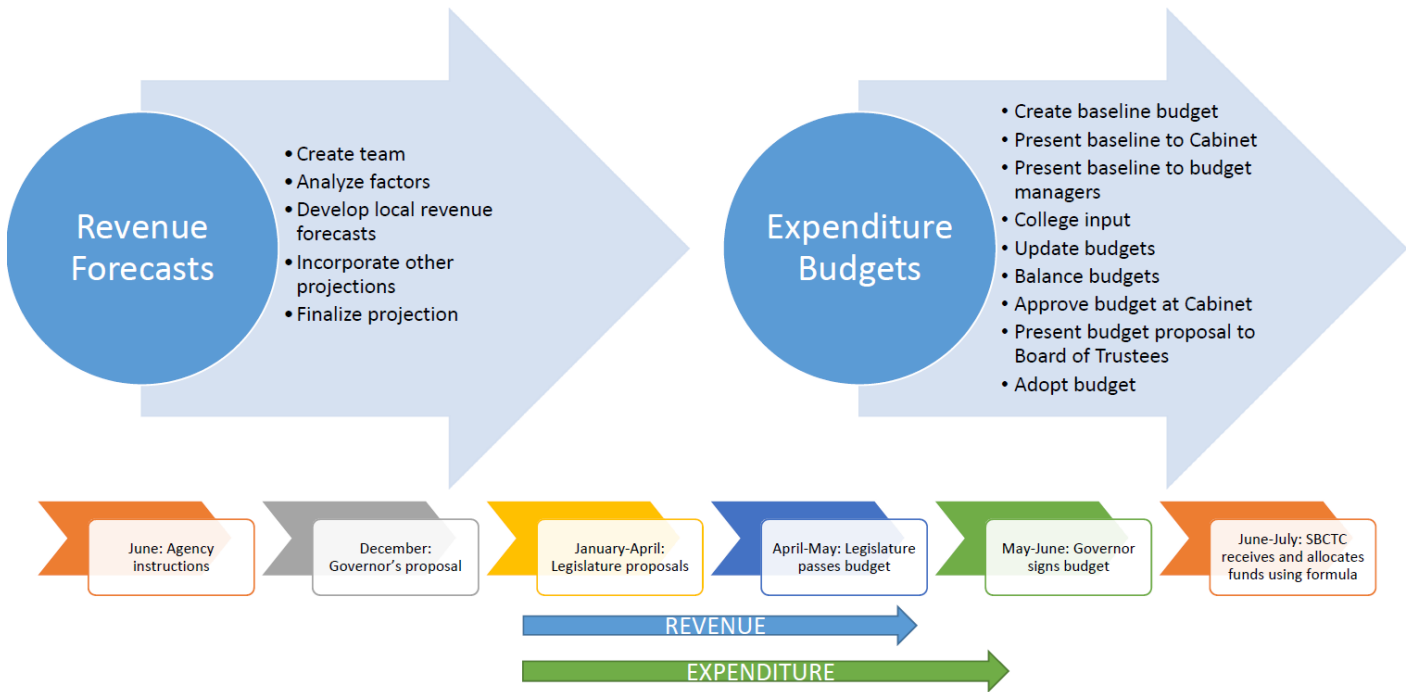 Revenue
Forecasts
• Create team
• Analyze factors
• Develop local revenue
forecasts
• Incorporate other
projections
• Finalize projection
Expenditure
Budgets
• Create baseline budget
• Present baseline to Cabinet
• Present baseline to budget
managers
• College input
• Update budgets
• Balance budgets
• Approve budget at Cabinet
• Present budget proposal to
Board of Trustees
• Adopt budget
June: Agency
instructions
December:
Governor’s proposal
January-April:
Legislature proposals
April-May: Legislature
passes budget
May-June: Governor
signs budget
June-July: SBCTC
receives and allocates
funds using formula
REVENUE
EXPENDITURE